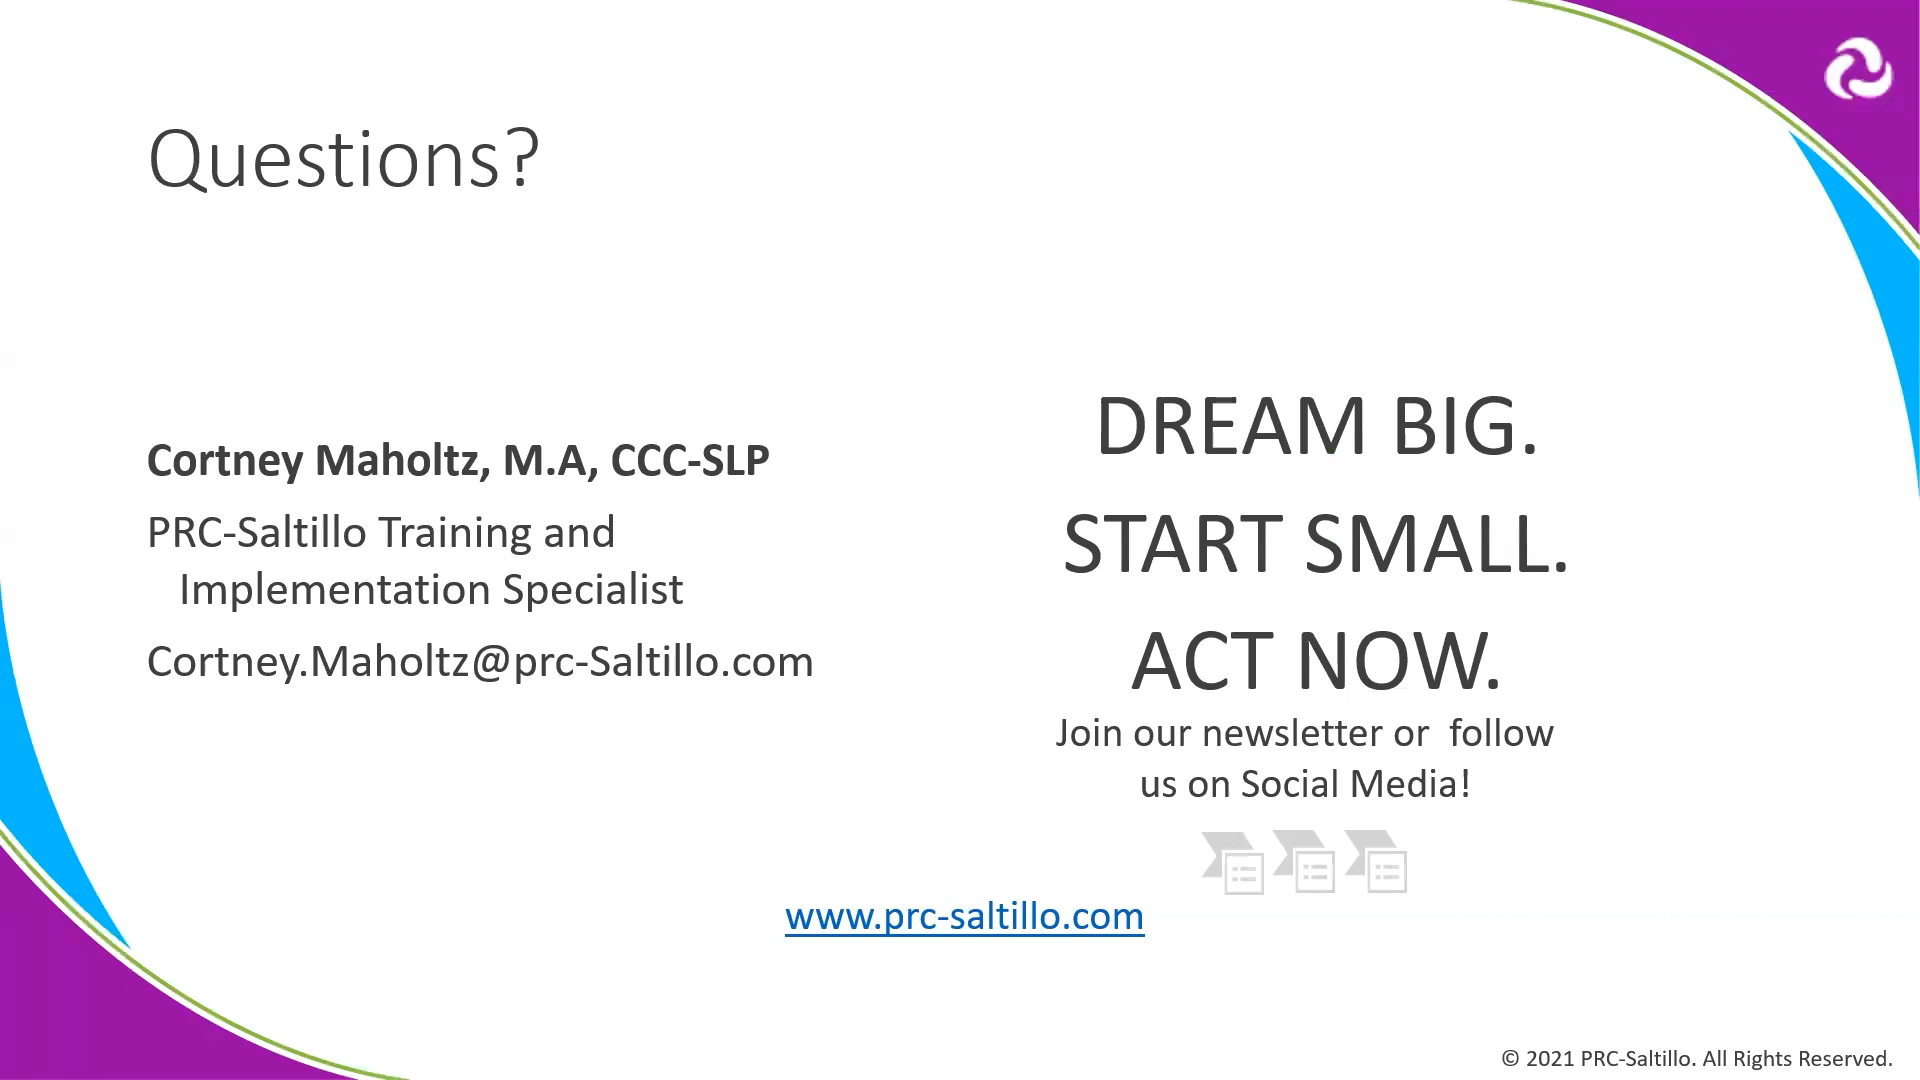 Questions?
Cortney Maholtz, M.A, CCC-SLP
PRC-Saltillo Training and
Implementation Specialist
Cortney.Maholtz@prc-Saltillo.com
DREAM BIG.
START SMALL.
ACT NOW.
Join our newsletter or  follow
us on Social Media!
www.prc-saltillo.com
© 2021 PRC-Saltillo. All Rights Reserved.